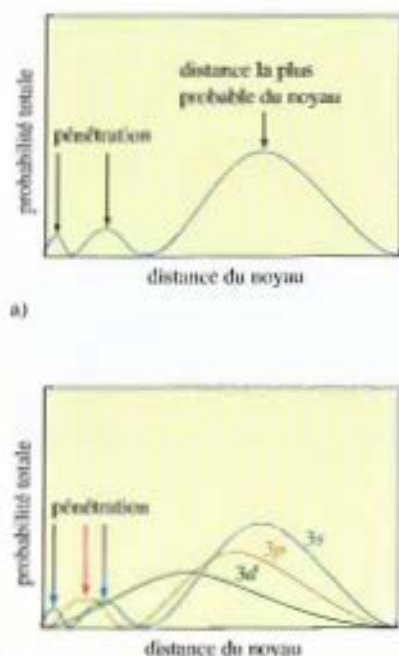 probabilité totale
pénétration
distance la plus
probable du noyau
distance du noyau
a)
probabilité totale
pénétration
3s
3p
3d
distance du noyau